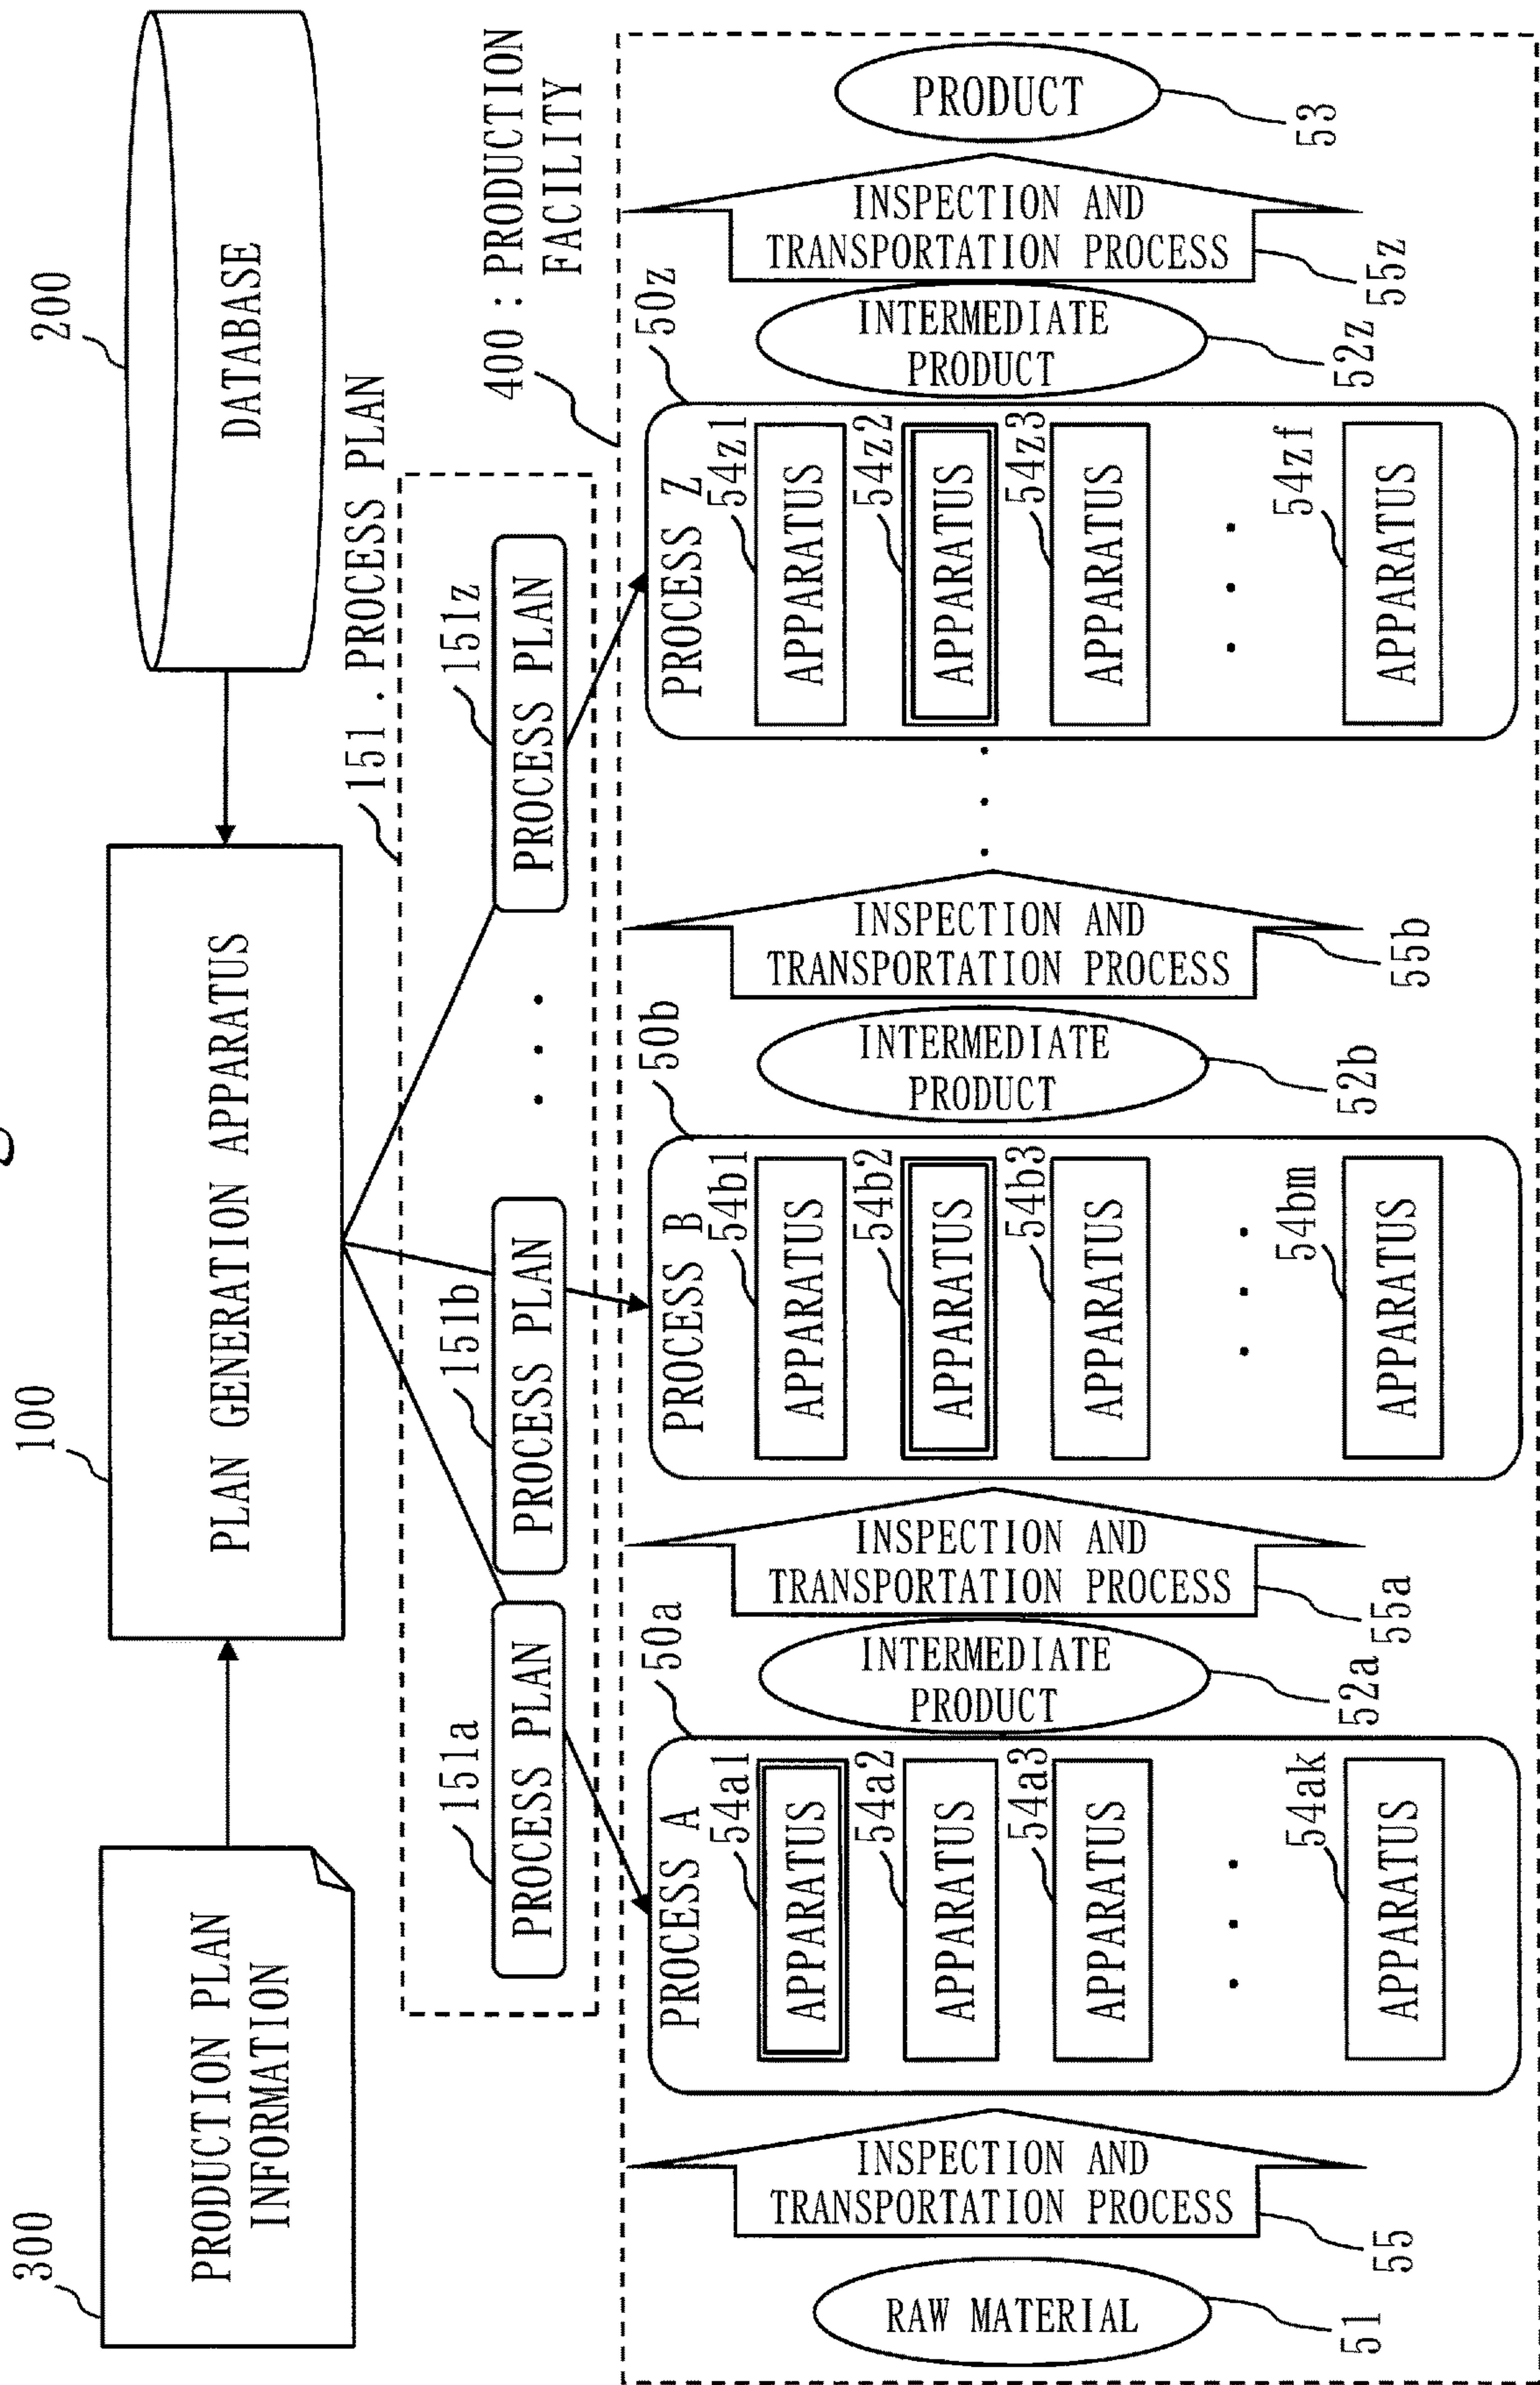 300
PRODUCTION PLAN
INFORMATION
100
PLAN GENERATION APPARATUS
200
DATABASE
151. PROCESS PLAN
151a
PROCESS PLAN
151b
PROCESS PLAN
. . .
151z
PROCESS PLAN
400 : PRODUCTION
FACILITY
RAW MATERIAL
51
INSPECTION AND
TRANSPORTATION PROCESS
55
50a
PROCESS A
54a1
APPARATUS
54a2
APPARATUS
54a3
APPARATUS
. . .
54ak
APPARATUS
INTERMEDIATE
PRODUCT
52a
INSPECTION AND
TRANSPORTATION PROCESS
55a
50b
PROCESS B
54b1
APPARATUS
54b2
APPARATUS
54b3
APPARATUS
. . .
54bm
APPARATUS
INTERMEDIATE
PRODUCT
52b
INSPECTION AND
TRANSPORTATION PROCESS
55b
. . .
50z
PROCESS Z
54z1
APPARATUS
54z2
APPARATUS
54z3
APPARATUS
. . .
54zf
APPARATUS
INTERMEDIATE
PRODUCT
52z
INSPECTION AND
TRANSPORTATION PROCESS
55z
PRODUCT
53